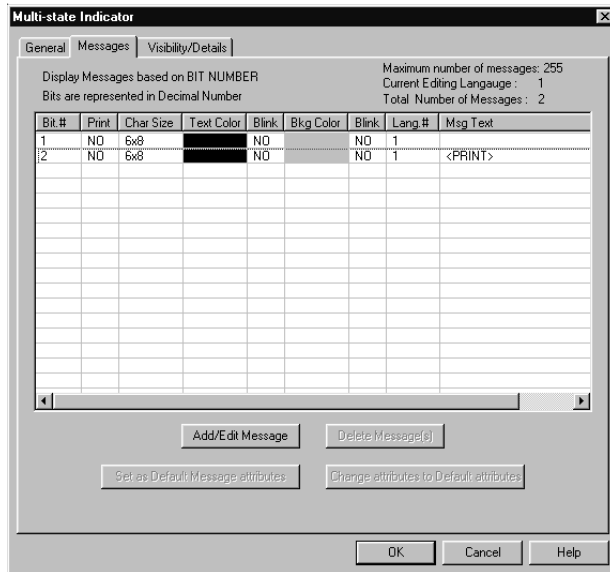 Multi-state Indicator
General Messages Visibility/Details
Display Messages based on BIT NUMBER
Bits are represented in Decimal Number
Maximum number of messages: 255
Current Editing Langauge : 1
Total Number of Messages : 2
Bit.# Print Char Size Text Color Blink Bkg Color Blink Lang.# Msg Text
1 NO 6x8 NO NO 1
2 NO 6x8 NO NO 1 <PRINT>
Add/Edit Message Delete Message(s)
Set as Default Message attributes Change attributes to Default attributes
OK Cancel Help